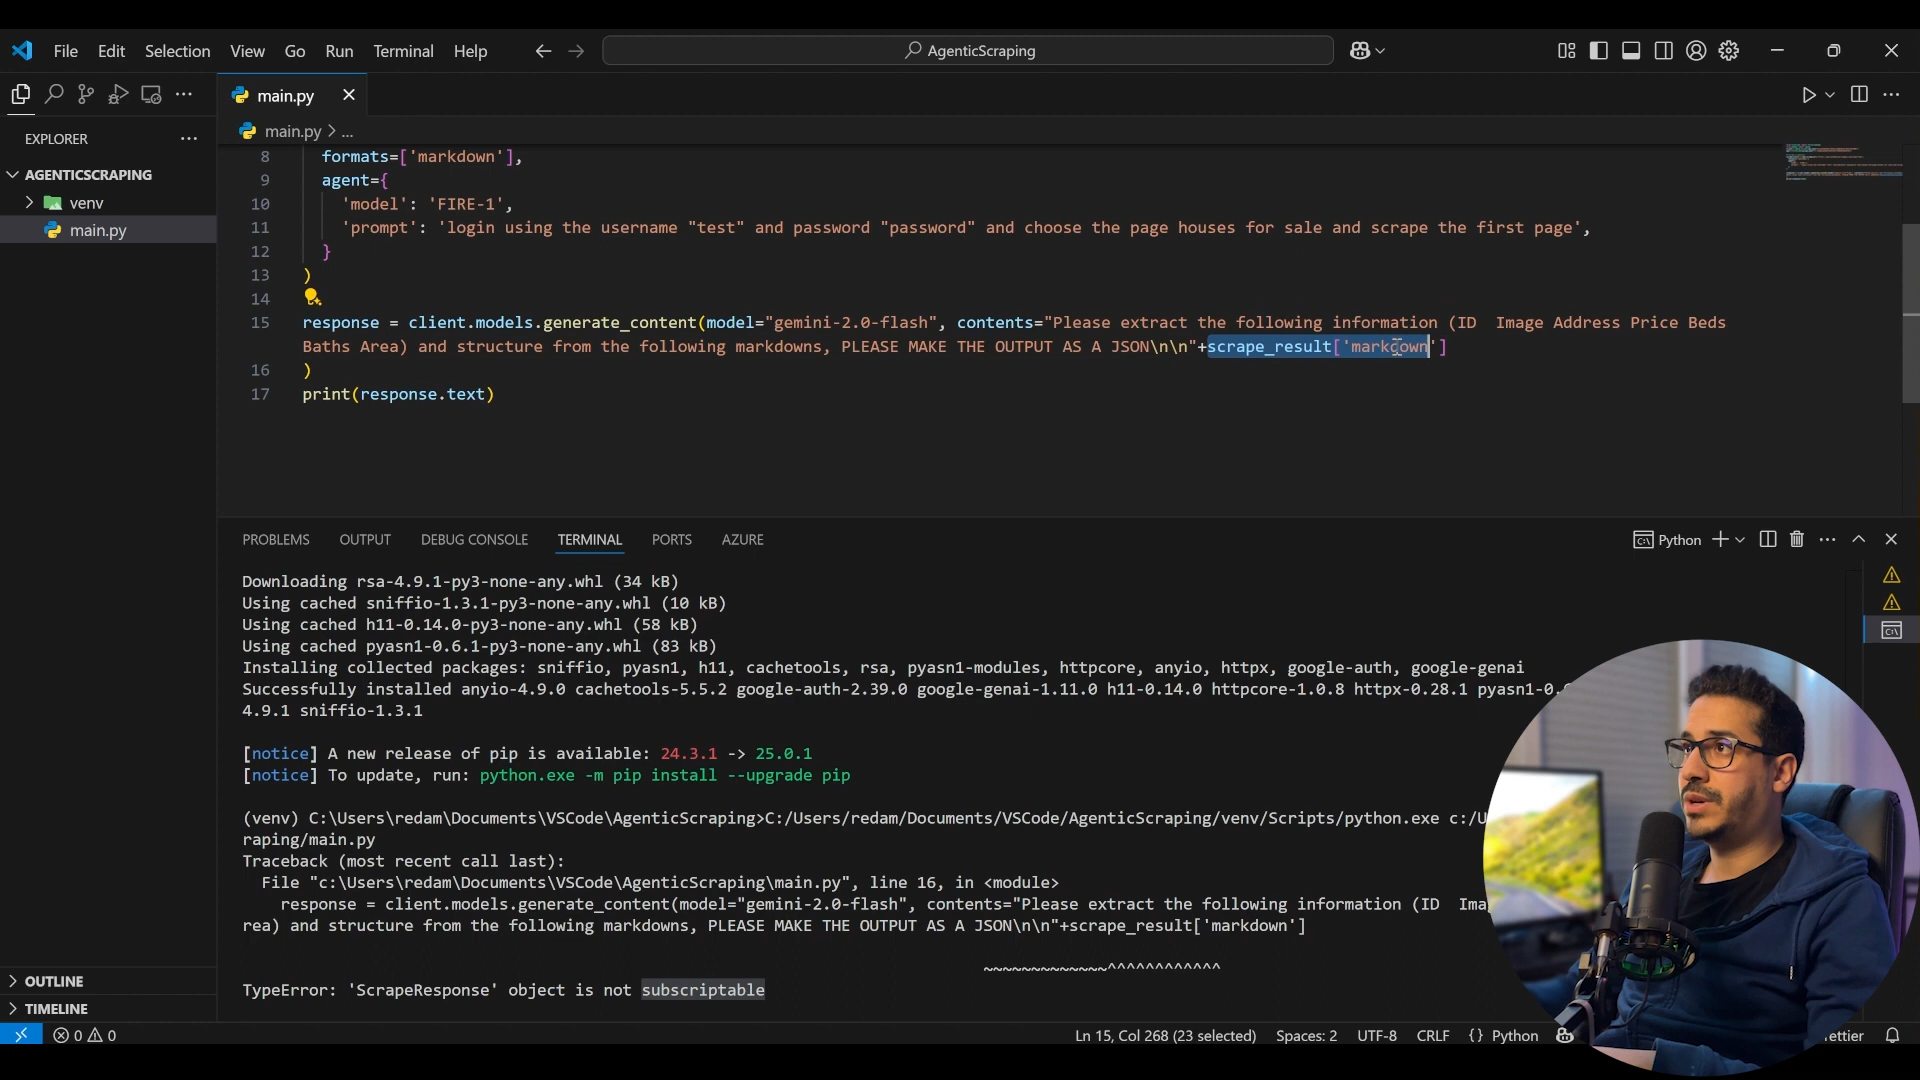 File Edit Selection View Go Run Terminal Help
AgenticScraping
main.py
EXPLORER
main.py > ...
AGENTICSCRAPING
venv
main.py
8 formats=['markdown'],
9 agent={
10 'model': 'FIRE-1',
11 'prompt': 'login using the username "test" and password "password" and choose the page houses for sale and scrape the first page',
12 }
13 )
14
15 response = client.models.generate_content(model="gemini-2.0-flash", contents="Please extract the following information (ID  Image Address Price Beds
Baths Area) and structure from the following markdowns, PLEASE MAKE THE OUTPUT AS A JSON\n\n"+scrape_result['markdown']
16 )
17 print(response.text)
PROBLEMS OUTPUT DEBUG CONSOLE TERMINAL PORTS AZURE
Python
Downloading rsa-4.9.1-py3-none-any.whl (34 kB)
Using cached sniffio-1.3.1-py3-none-any.whl (10 kB)
Using cached h11-0.14.0-py3-none-any.whl (58 kB)
Using cached pyasn1-0.6.1-py3-none-any.whl (83 kB)
Installing collected packages: sniffio, pyasn1, h11, cachetools, rsa, pyasn1-modules, httpcore, anyio, httpx, google-auth, google-genai
Successfully installed anyio-4.9.0 cachetools-5.5.2 google-auth-2.39.0 google-genai-1.11.0 h11-0.14.0 httpcore-1.0.8 httpx-0.28.1
4.9.1 sniffio-1.3.1
[notice] A new release of pip is available: 24.3.1 -> 25.0.1
[notice] To update, run: python.exe -m pip install --upgrade pip
(venv) C:\Users\redam\Documents\VSCode\AgenticScraping>C:/Users/redam/Documents/VSCode/AgenticScraping/venv/Scripts/python.exe
raping/main.py
Traceback (most recent call last):
File "c:\Users\redam\Documents\VSCode\AgenticScraping\main.py", line 16, in <module>
response = client.models.generate_content(model="gemini-2.0-flash", contents="Please extract the following information (ID
rea) and structure from the following markdowns, PLEASE MAKE THE OUTPUT AS A JSON\n\n"+scrape_result['markdown']
~~~~~~~~~~~~~^^^^^^^^^^^^
TypeError: 'ScrapeResponse' object is not subscriptable
OUTLINE
TIMELINE
0 0
Ln 15, Col 268 (23 selected) Spaces: 2 UTF-8 CRLF {} Python